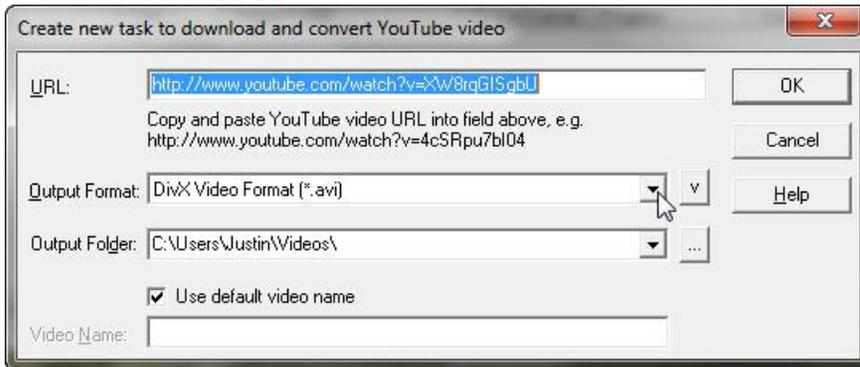 Create new task to download and convert YouTube video
X
URL:
http://www.youtube.com/watch?v=XW8rqGISgbU
OK
Copy and paste YouTube video URL into field above, e.g.
http://www.youtube.com/watch?v=4cSRpu7bI04
Cancel
Output Format:
DivX Video Format (*.avi)
v
Help
Output Folder:
C:\Users\Justin\Videos\
...
Use default video name
Video Name: